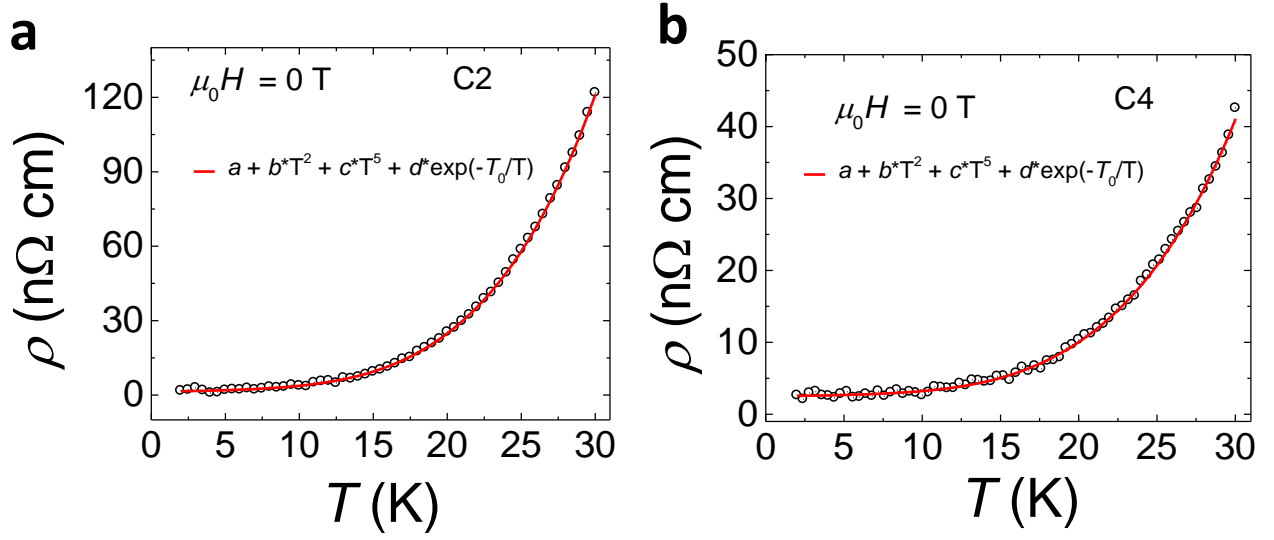 a
μ₀H = 0 T
C2
a + b*T² + c*T⁵ + d*exp(-T₀/T)
120
90
60
30
0
ρ (nΩ cm)
0 5 10 15 20 25 30
T (K)
b
μ₀H = 0 T
C4
a + b*T² + c*T⁵ + d*exp(-T₀/T)
50
40
30
20
10
0
ρ (nΩ cm)
0 5 10 15 20 25 30
T (K)